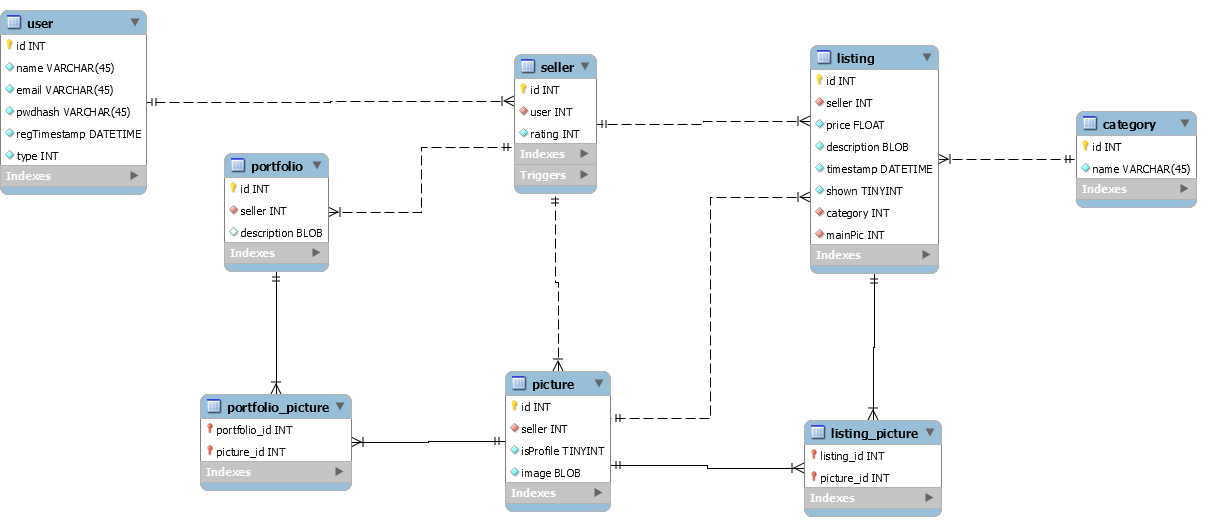 user
id INT
name VARCHAR(45)
email VARCHAR(45)
pwdhash VARCHAR(45)
regTimestamp DATETIME
type INT
Indexes
portfolio
id INT
seller INT
description BLOB
Indexes
seller
id INT
user INT
rating INT
Indexes
Triggers
listing
id INT
seller INT
price FLOAT
description BLOB
timestamp DATETIME
shown TINYINT
category INT
mainPic INT
Indexes
category
id INT
name VARCHAR(45)
Indexes
portfolio_picture
portfolio_id INT
picture_id INT
Indexes
picture
id INT
seller INT
isProfile TINYINT
image BLOB
Indexes
listing_picture
listing_id INT
picture_id INT
Indexes